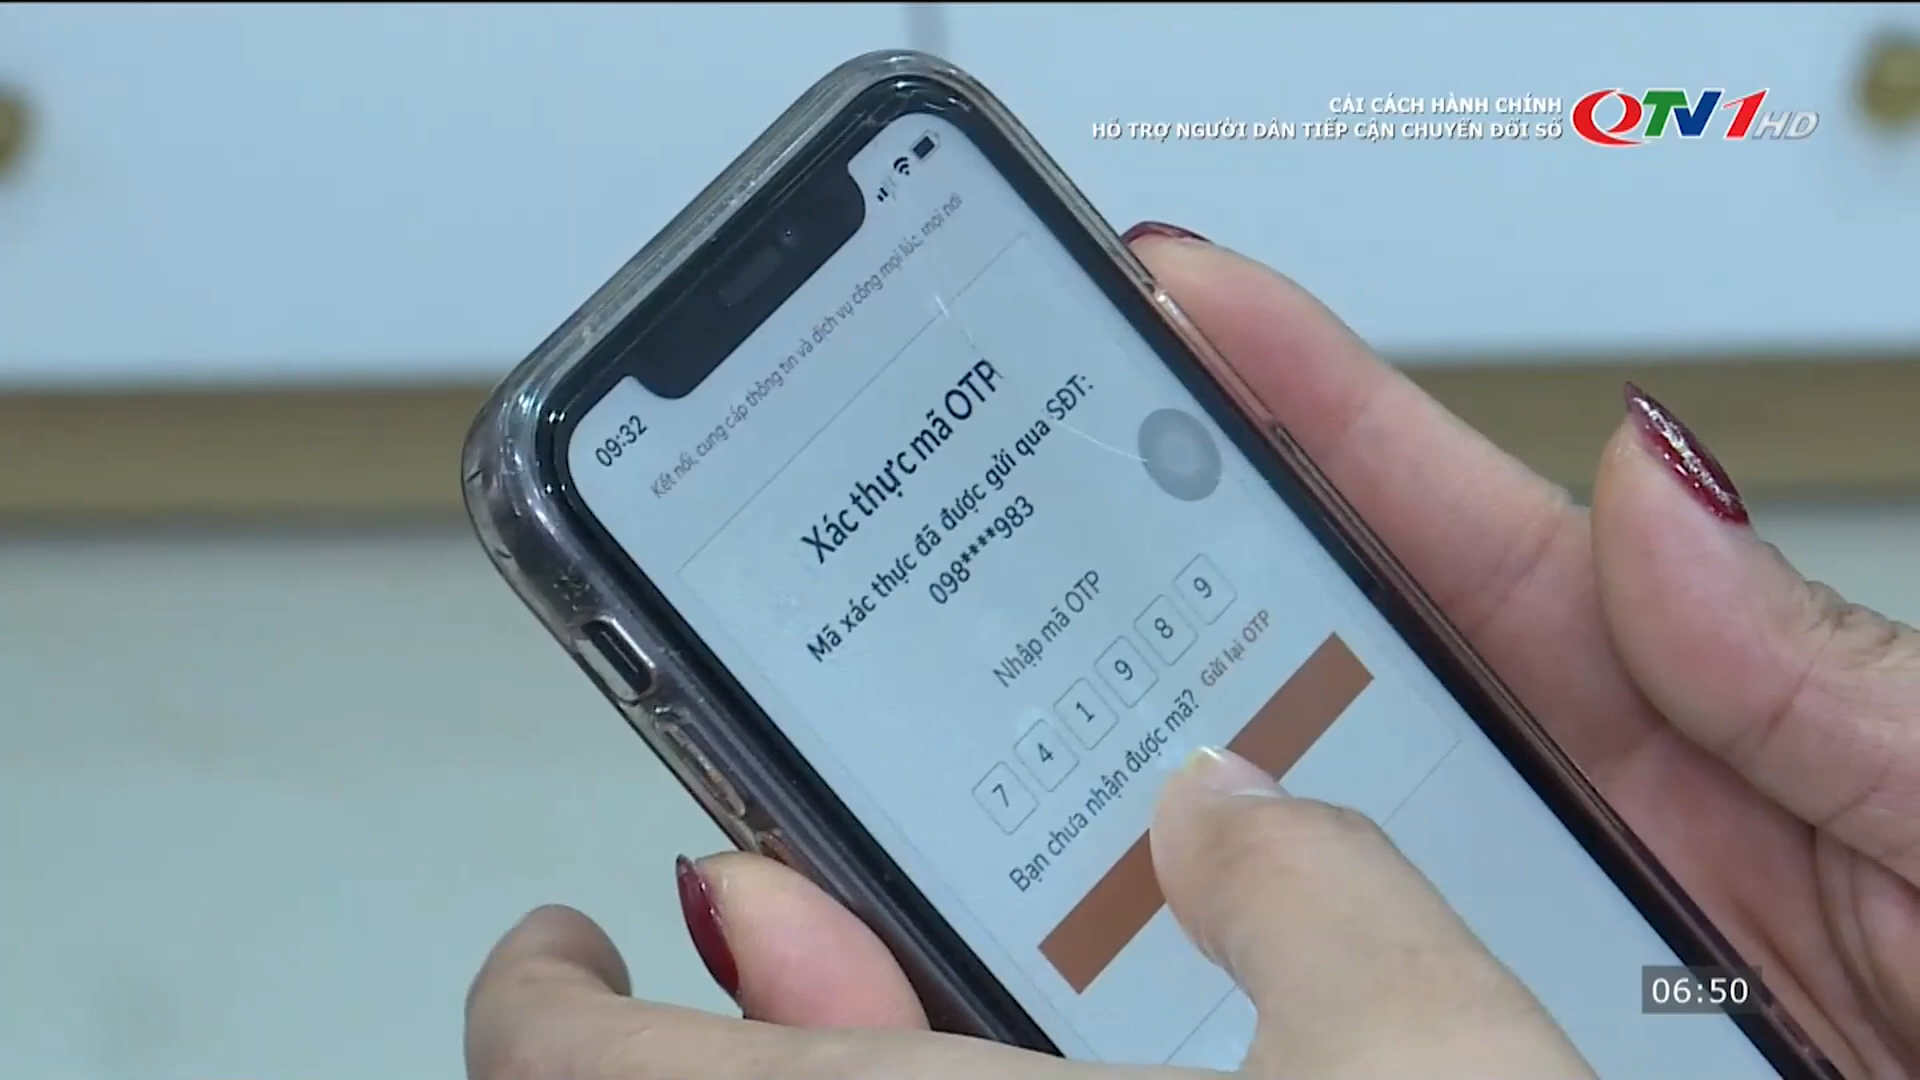 CẢI CÁCH HÀNH CHÍNH
HỖ TRỢ NGƯỜI DÂN TIẾP CẬN CHUYỂN ĐỔI SỐ
QTV1HD
09:32
Kết nối, cung cấp thông tin và dịch vụ công mọi lúc, mọi nơi
Xác thực mã OTP
Mã xác thực đã được gửi qua SĐT:
098****983
Nhập mã OTP
7 4 1 9 8 9
Bạn chưa nhận được mã? Gửi lại OTP
06:50